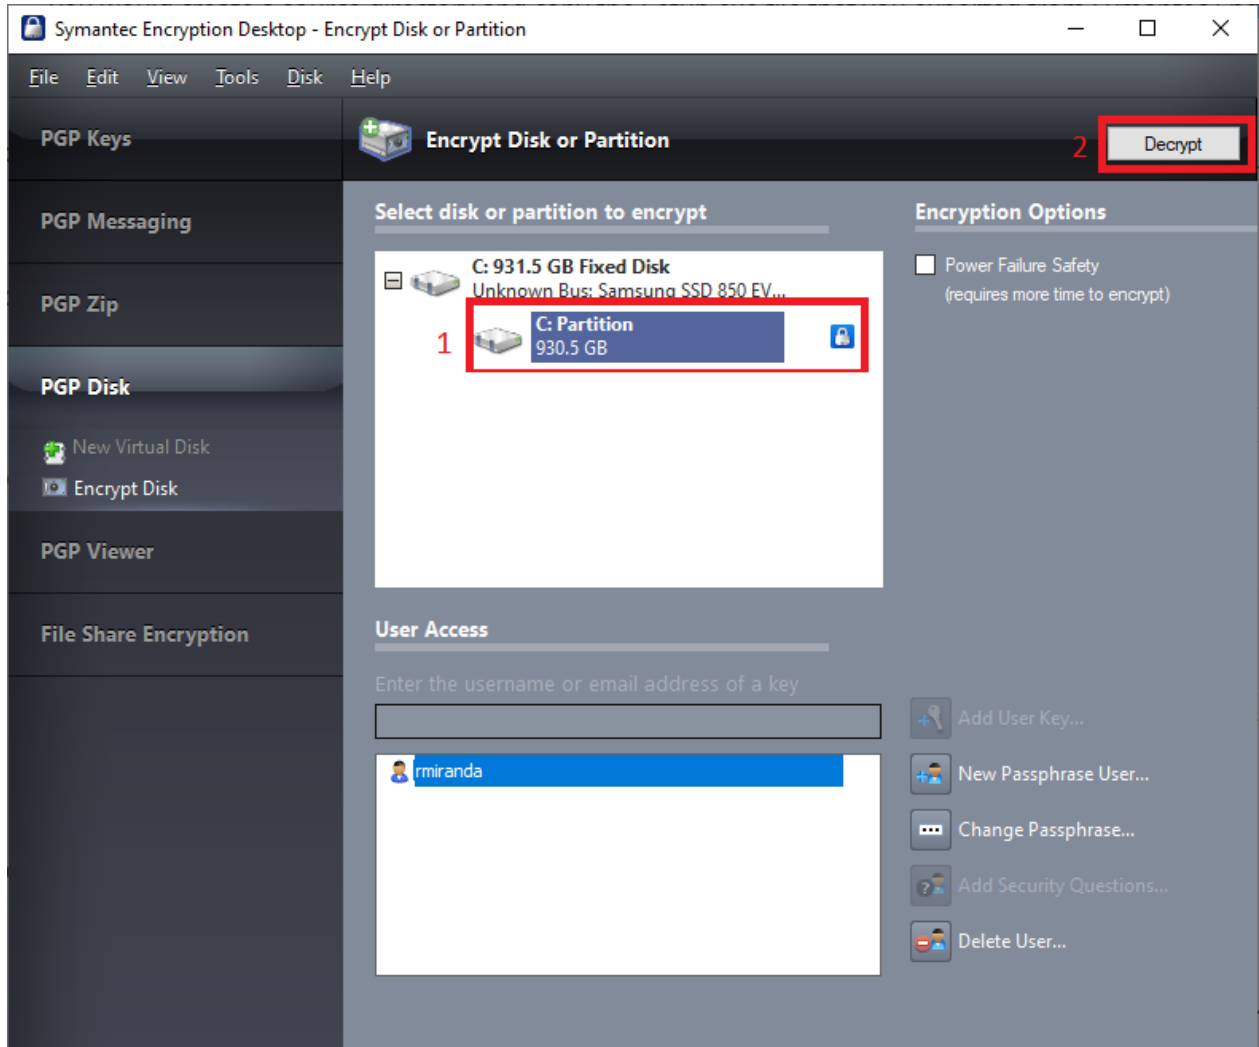 Symantec Encryption Desktop - Encrypt Disk or Partition
File Edit View Tools Disk Help
PGP Keys
PGP Messaging
PGP Zip
PGP Disk
New Virtual Disk
Encrypt Disk
PGP Viewer
File Share Encryption
Encrypt Disk or Partition
2
Decrypt
Select disk or partition to encrypt
C: 931.5 GB Fixed Disk
Unknown Bus: Samsung SSD 850 EV...
1
C: Partition
930.5 GB
Encryption Options
Power Failure Safety
(requires more time to encrypt)
User Access
Enter the username or email address of a key
rmiranda
Add User Key...
New Passphrase User...
Change Passphrase...
Add Security Questions...
Delete User...